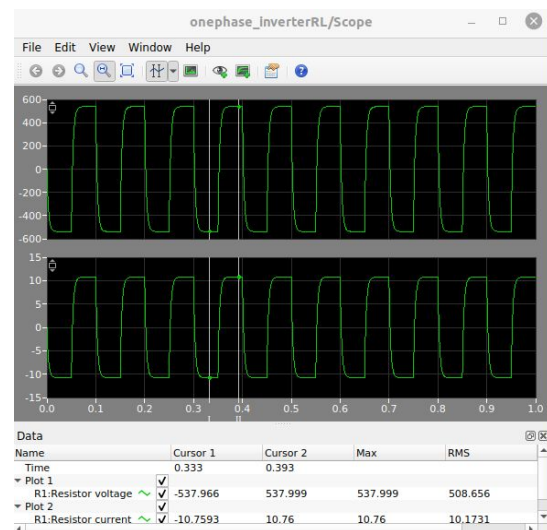 onephase_inverterRL/Scope
File Edit View Window Help
600
400
200
0
-200
-400
-600
15
10
5
0
-5
-10
-15
0.0 0.1 0.2 0.3 0.4 0.5 0.6 0.7 0.8 0.9 1.0
I II
Data
Name Cursor 1 Cursor 2 Max RMS
Time 0.333 0.393
Plot 1
R1:Resistor voltage -537.966 537.999 537.999 508.656
Plot 2
R1:Resistor current -10.7593 10.76 10.76 10.1731